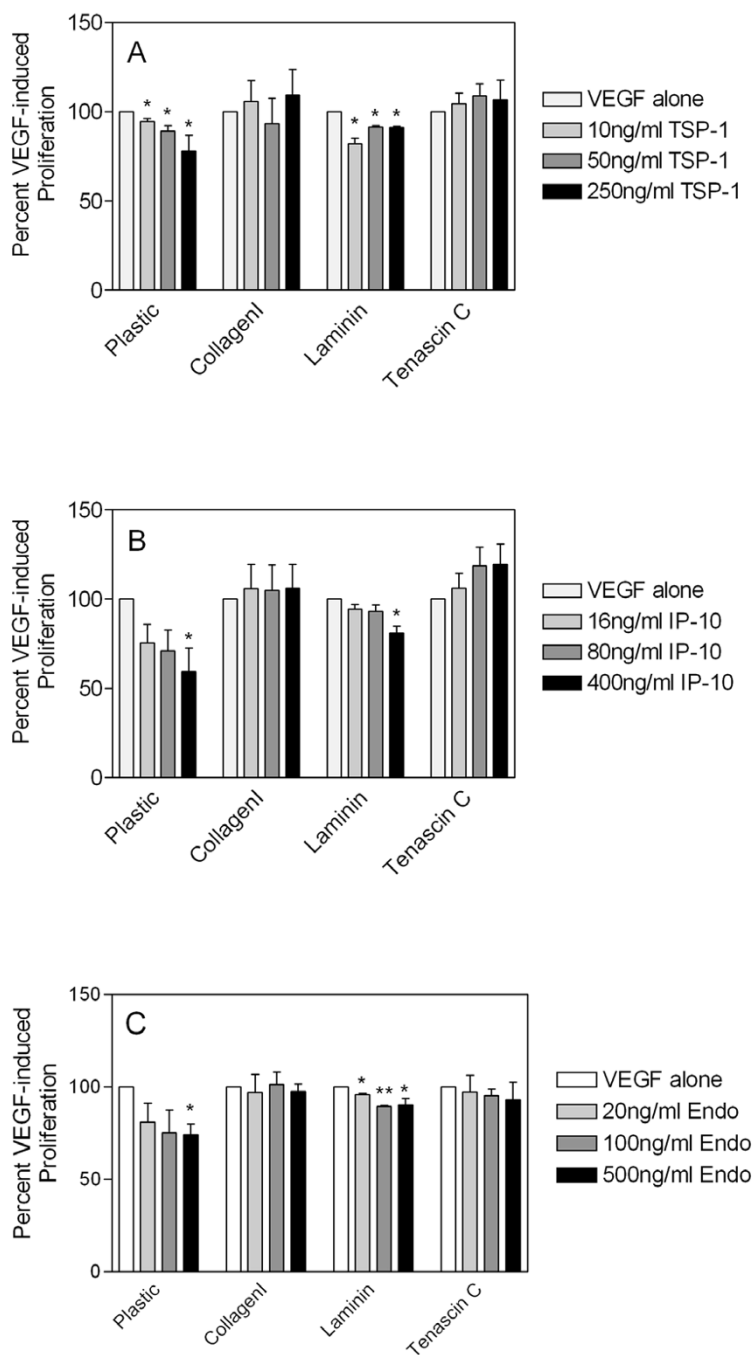 A
150
100
50
0
Percent VEGF-induced
Proliferation
* * *
* * *
Plastic
CollagenI
Laminin
Tenascin C
VEGF alone
10ng/ml TSP-1
50ng/ml TSP-1
250ng/ml TSP-1
B
150
100
50
0
Percent VEGF-induced
Proliferation
*
*
Plastic
CollagenI
Laminin
Tenascin C
VEGF alone
16ng/ml IP-10
80ng/ml IP-10
400ng/ml IP-10
C
150
100
50
0
Percent VEGF-induced
Proliferation
*
* ** *
Plastic
CollagenI
Laminin
Tenascin C
VEGF alone
20ng/ml Endo
100ng/ml Endo
500ng/ml Endo